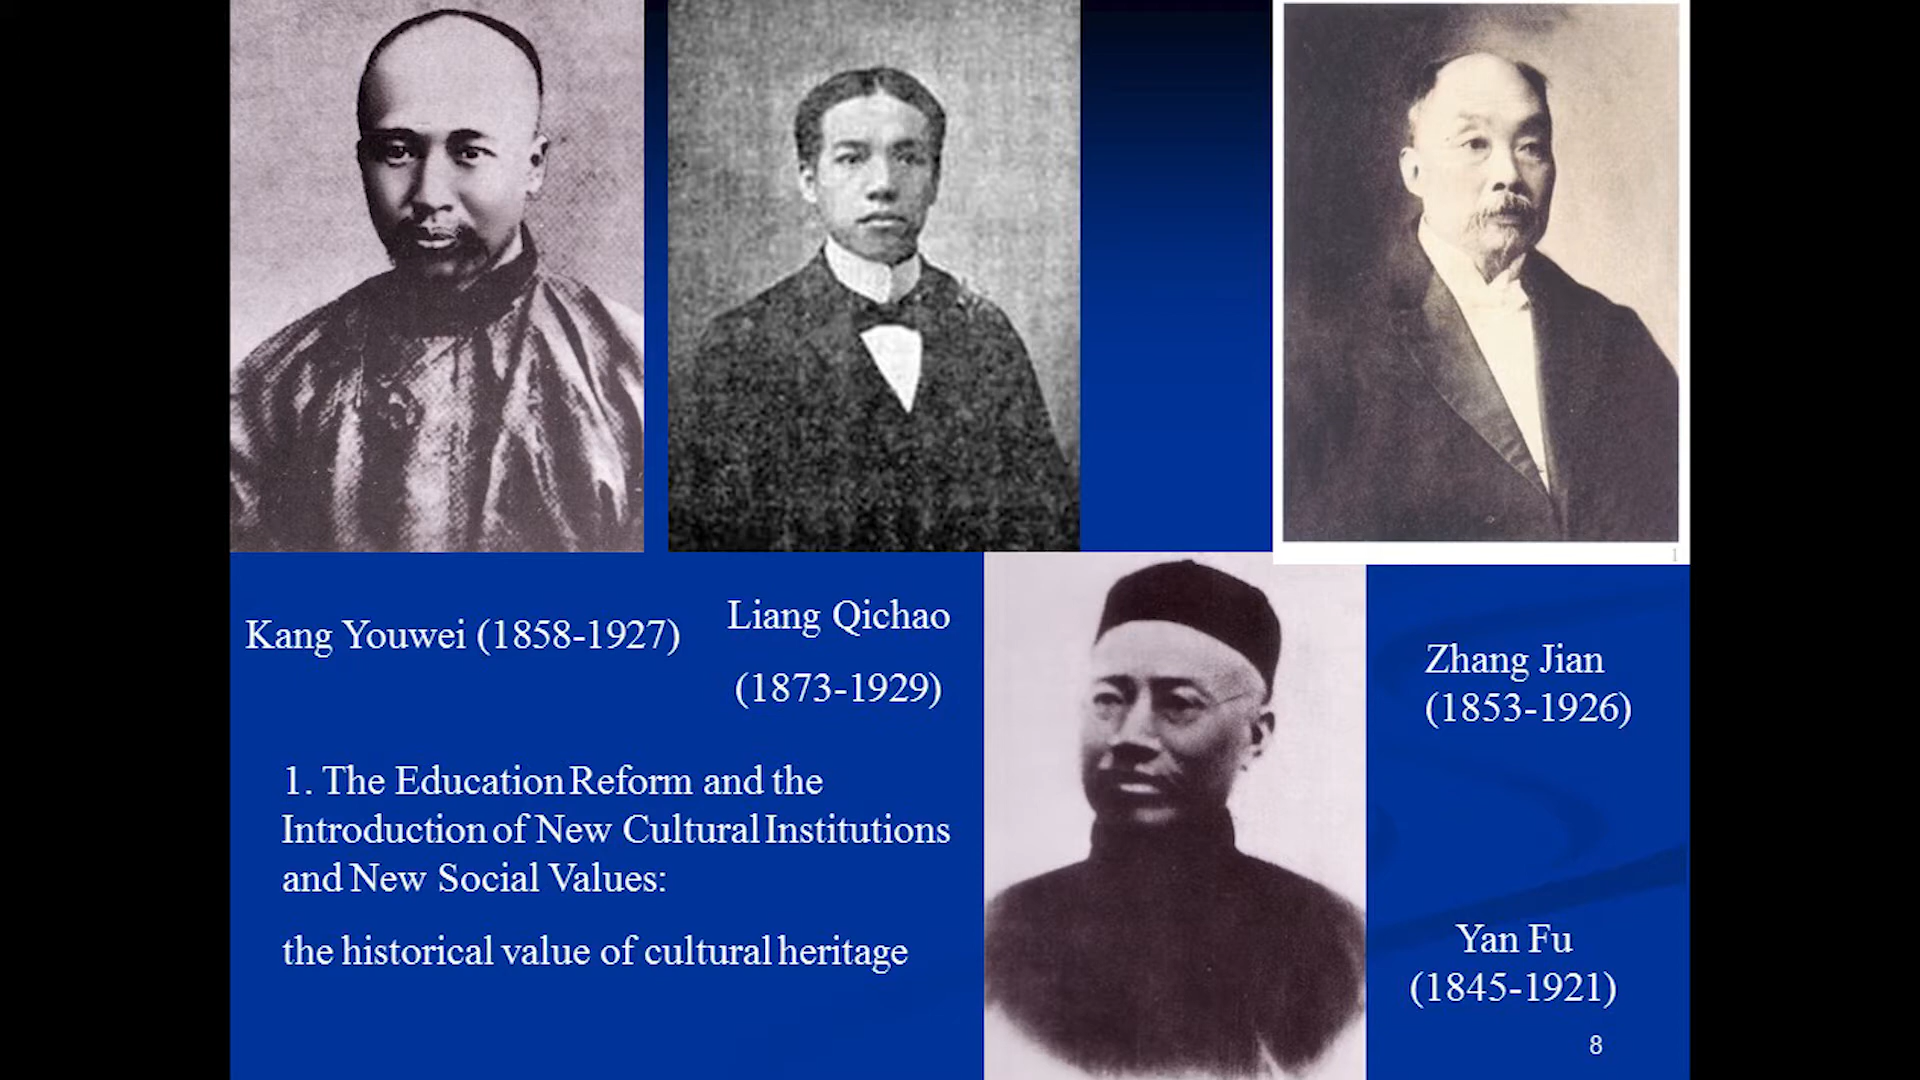 1
Kang Youwei (1858-1927)
Liang Qichao
(1873-1929)
Zhang Jian
(1853-1926)
1. The Education Reform and the
Introduction of New Cultural Institutions
and New Social Values:
the historical value of cultural heritage
Yan Fu
(1845-1921)
8